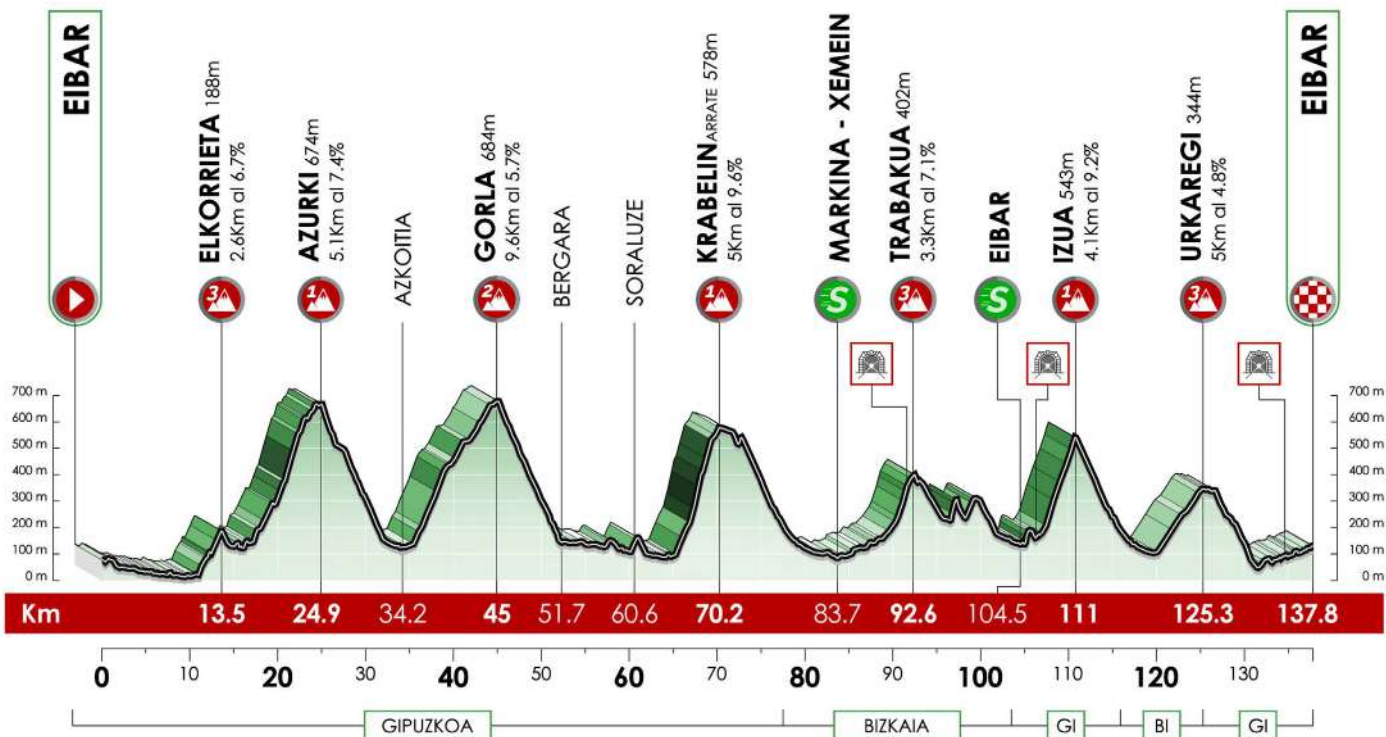 EIBAR
ELKORRIETA 188m
2.6Km al 6.7%
3
AZURKI 674m
5.1Km al 7.4%
1
AZKOITIA
GORLA 684m
9.6Km al 5.7%
2
BERGARA
SORALUZE
KRABELIN ARRATE 578m
5Km al 9.6%
1
MARKINA - XEMEIN
S
TRABAKUA 402m
3.3Km al 7.1%
3
EIBAR
S
IZUA 543m
4.1Km al 9.2%
1
URKAREGI 344m
5Km al 4.8%
3
EIBAR
700 m
600 m
500 m
400 m
300 m
200 m
100 m
0 m
700 m
600 m
500 m
400 m
300 m
200 m
100 m
0 m
Km 13.5 24.9 34.2 45 51.7 60.6 70.2 83.7 92.6 104.5 111 125.3 137.8
0 10 20 30 40 50 60 70 80 90 100 110 120 130
GIPUZKOA BIZKAIA GI BI GI